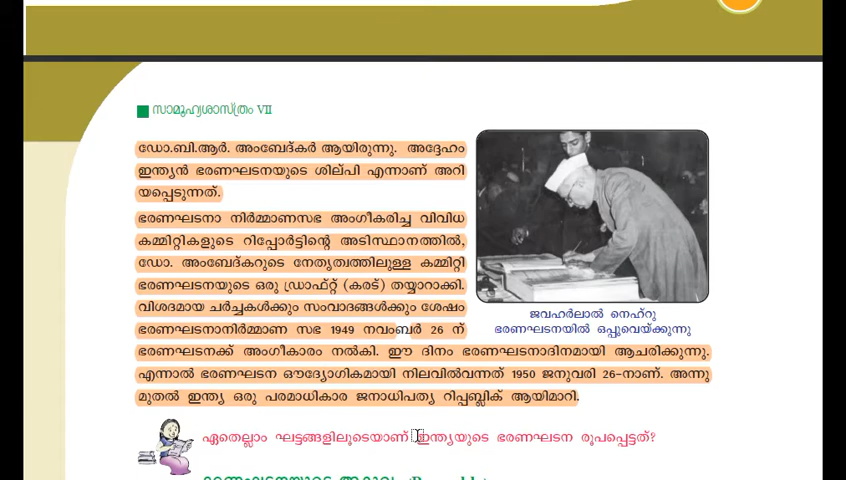 സാമൂഹ്യശാസ്ത്രം VII
ഡോ.ബി.ആർ. അംബേദ്കർ ആയിരുന്നു. അദ്ദേഹം
ഇന്ത്യൻ ഭരണഘടനയുടെ ശില്പി എന്നാണ് അറി
യപ്പെടുന്നത്.
ഭരണഘടനാ നിർമ്മാണസഭ അംഗീകരിച്ച വിവിധ
കമ്മിറ്റികളുടെ റിപ്പോർട്ടിന്റെ അടിസ്ഥാനത്തിൽ,
ഡോ. അംബേദ്കറുടെ നേതൃത്വത്തിലുള്ള കമ്മിറ്റി
ഭരണഘടനയുടെ ഒരു ഡ്രാഫ്റ്റ് (കരട്) തയ്യാറാക്കി.
വിശദമായ ചർച്ചകൾക്കും സംവാദങ്ങൾക്കും ശേഷം
ഭരണഘടനാനിർമ്മാണ സഭ 1949 നവംബർ 26 ന്
ജവഹർലാൽ നെഹ്റു
ഭരണഘടനയിൽ ഒപ്പുവെയ്ക്കുന്നു
ഭരണഘടനക്ക് അംഗീകാരം നൽകി. ഈ ദിനം ഭരണഘടനാദിനമായി ആചരിക്കുന്നു.
എന്നാൽ ഭരണഘടന ഔദ്യോഗികമായി നിലവിൽവന്നത് 1950 ജനുവരി 26-നാണ്. അന്നു
മുതൽ ഇന്ത്യ ഒരു പരമാധികാര ജനാധിപത്യ റിപ്പബ്ലിക് ആയിമാറി.
ഏതെല്ലാം ഘട്ടങ്ങളിലൂടെയാണ് ഇന്ത്യയുടെ ഭരണഘടന രൂപപ്പെട്ടത്?